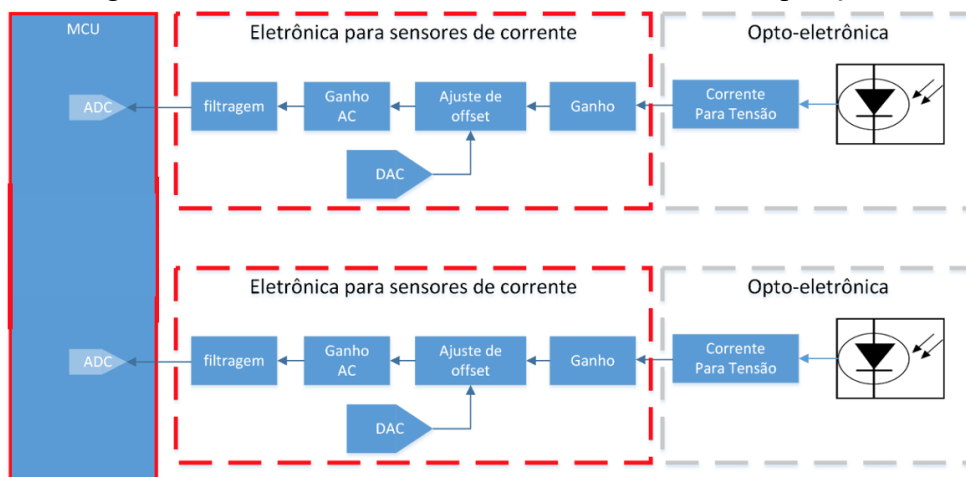 MCU
Eletrônica para sensores de corrente
Opto-eletrônica
ADC
filtragem
Ganho
AC
Ajuste de
offset
Ganho
Corrente
Para Tensão
DAC
Eletrônica para sensores de corrente
Opto-eletrônica
ADC
filtragem
Ganho
AC
Ajuste de
offset
Ganho
Corrente
Para Tensão
DAC